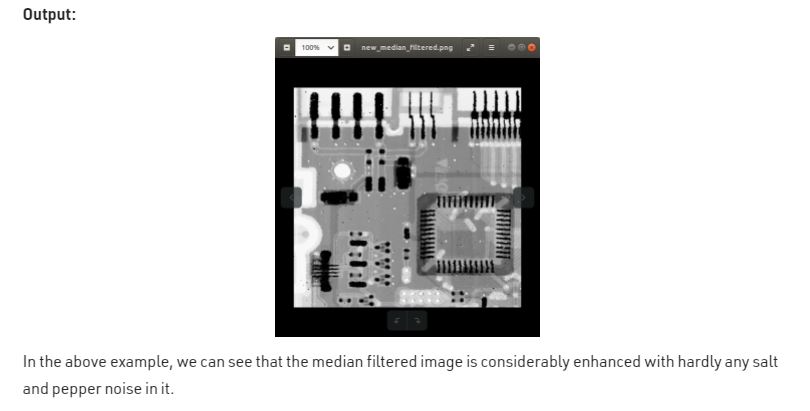 Output:
100%
new_median_filtered.png
In the above example, we can see that the median filtered image is considerably enhanced with hardly any salt
and pepper noise in it.